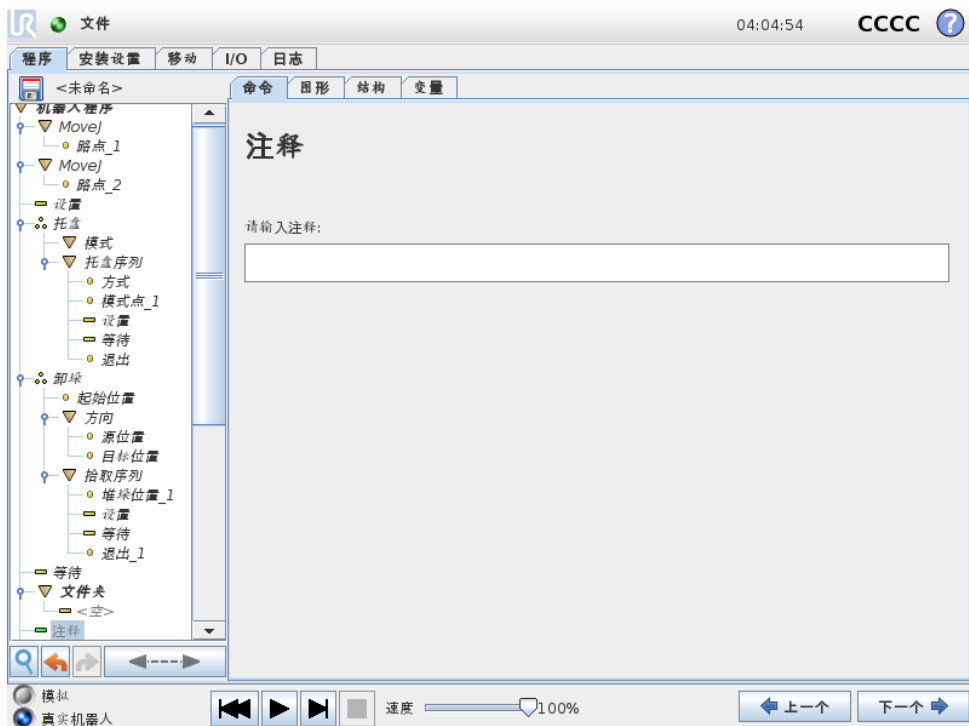 UR 文件 04:04:54 CCCC ?
程序 安装设置 移动 I/O 日志
<未命名> 命令 图形 结构 变量
机器人程序
MoveJ
路点_1
MoveJ
路点_2
设置
托盘
模式
托盘序列
方式
模式点_1
设置
等待
退出
卸垛
起始位置
方向
源位置
目标位置
拾取序列
堆垛位置_1
设置
等待
退出_1
等待
文件夹
<空>
注释
注释
请输入注释:
模拟
真实机器人
速度 100%
上一个 下一个